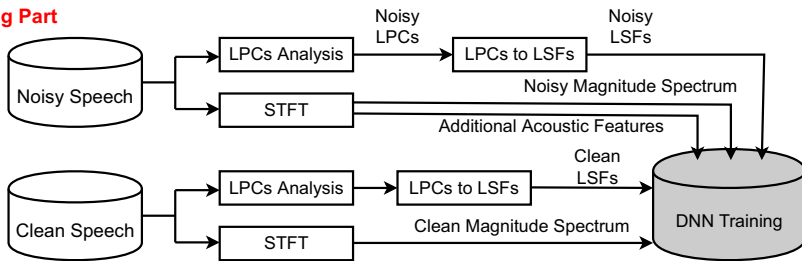 g Part
Noisy
LPCs
Noisy
LSFs
LPCs Analysis
LPCs to LSFs
Noisy Speech
Noisy Magnitude Spectrum
STFT
Additional Acoustic Features
Clean
LSFs
LPCs Analysis
LPCs to LSFs
DNN Training
Clean Speech
Clean Magnitude Spectrum
STFT